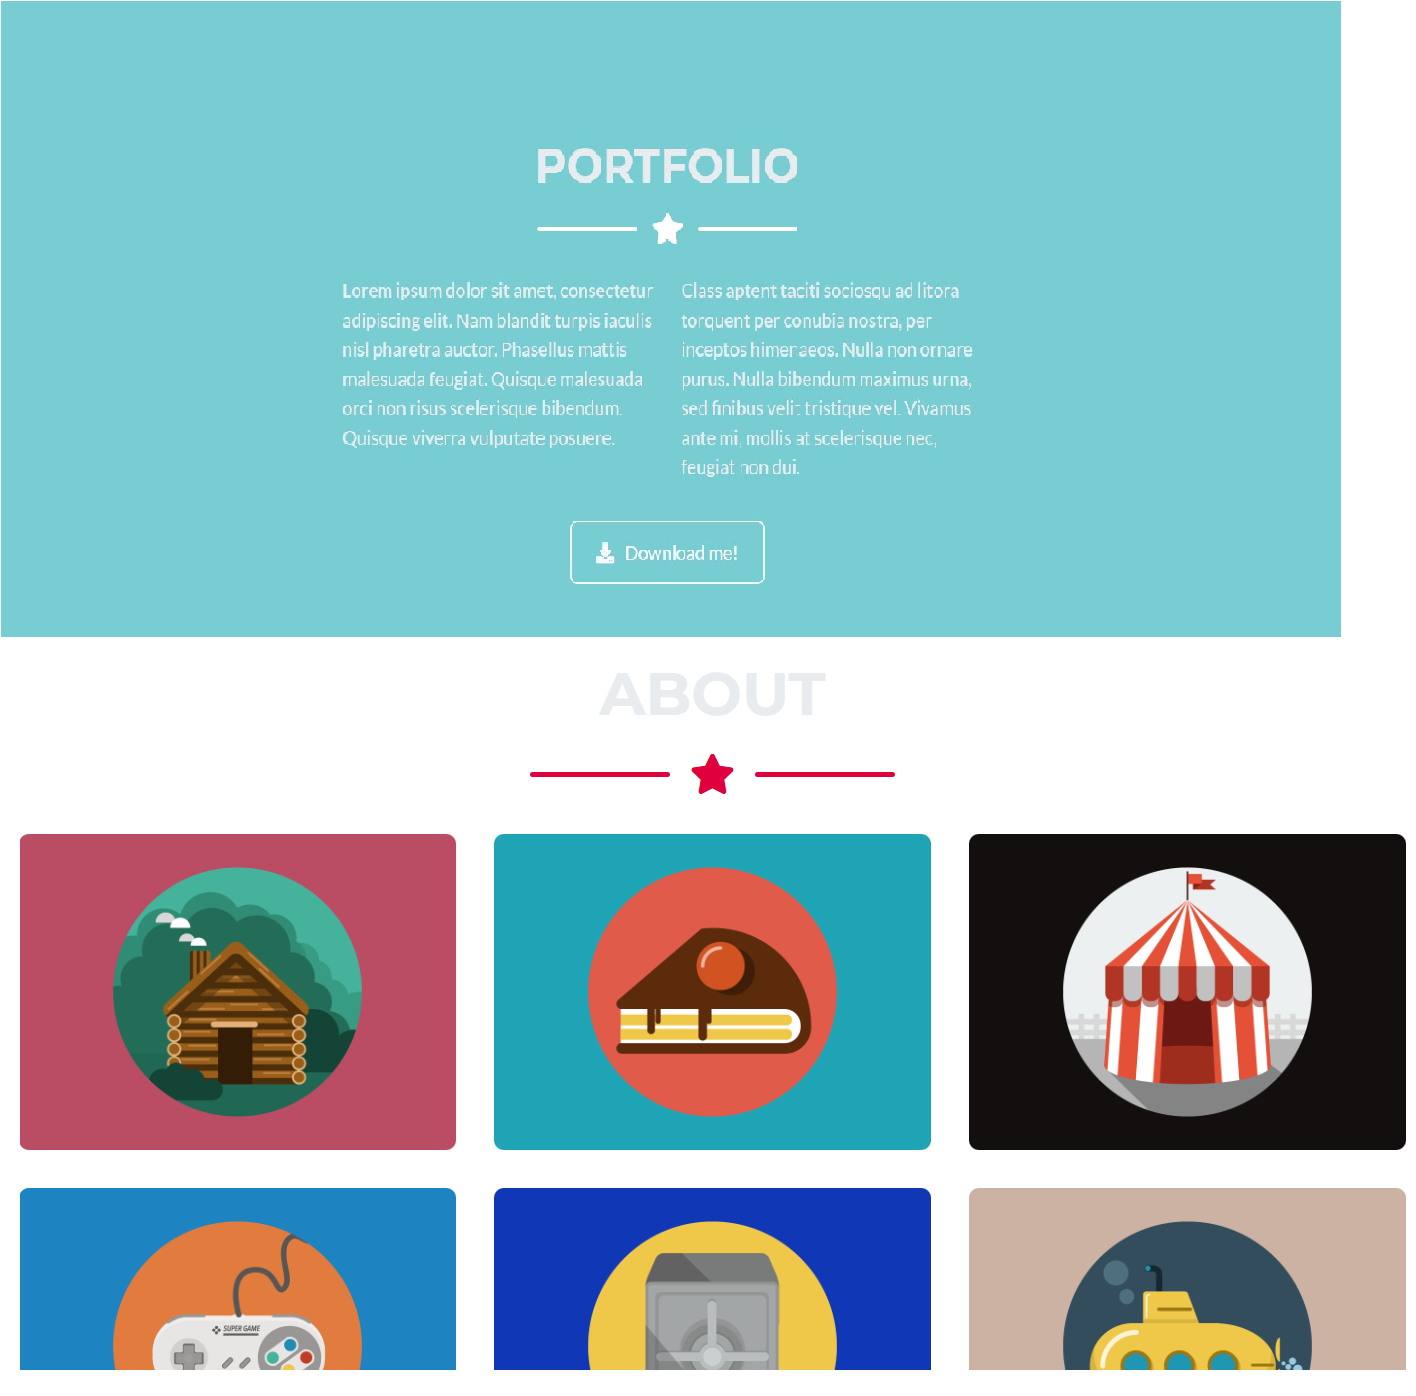 PORTFOLIO
Lorem ipsum dolor sit amet, consectetur
adipiscing elit. Nam blandit turpis iaculis
nisl pharetra auctor. Phasellus mattis
malesuada feugiat. Quisque malesuada
orci non risus scelerisque bibendum.
Quisque viverra vulputate posuere.
Class aptent taciti sociosqu ad litora
torquent per conubia nostra, per
inceptos himenaeos. Nulla non ornare
purus. Nulla bibendum maximus urna,
sed finibus velit tristique vel. Vivamus
ante mi, mollis at scelerisque nec,
feugiat non dui.
Download me!
ABOUT
SUPER GAME